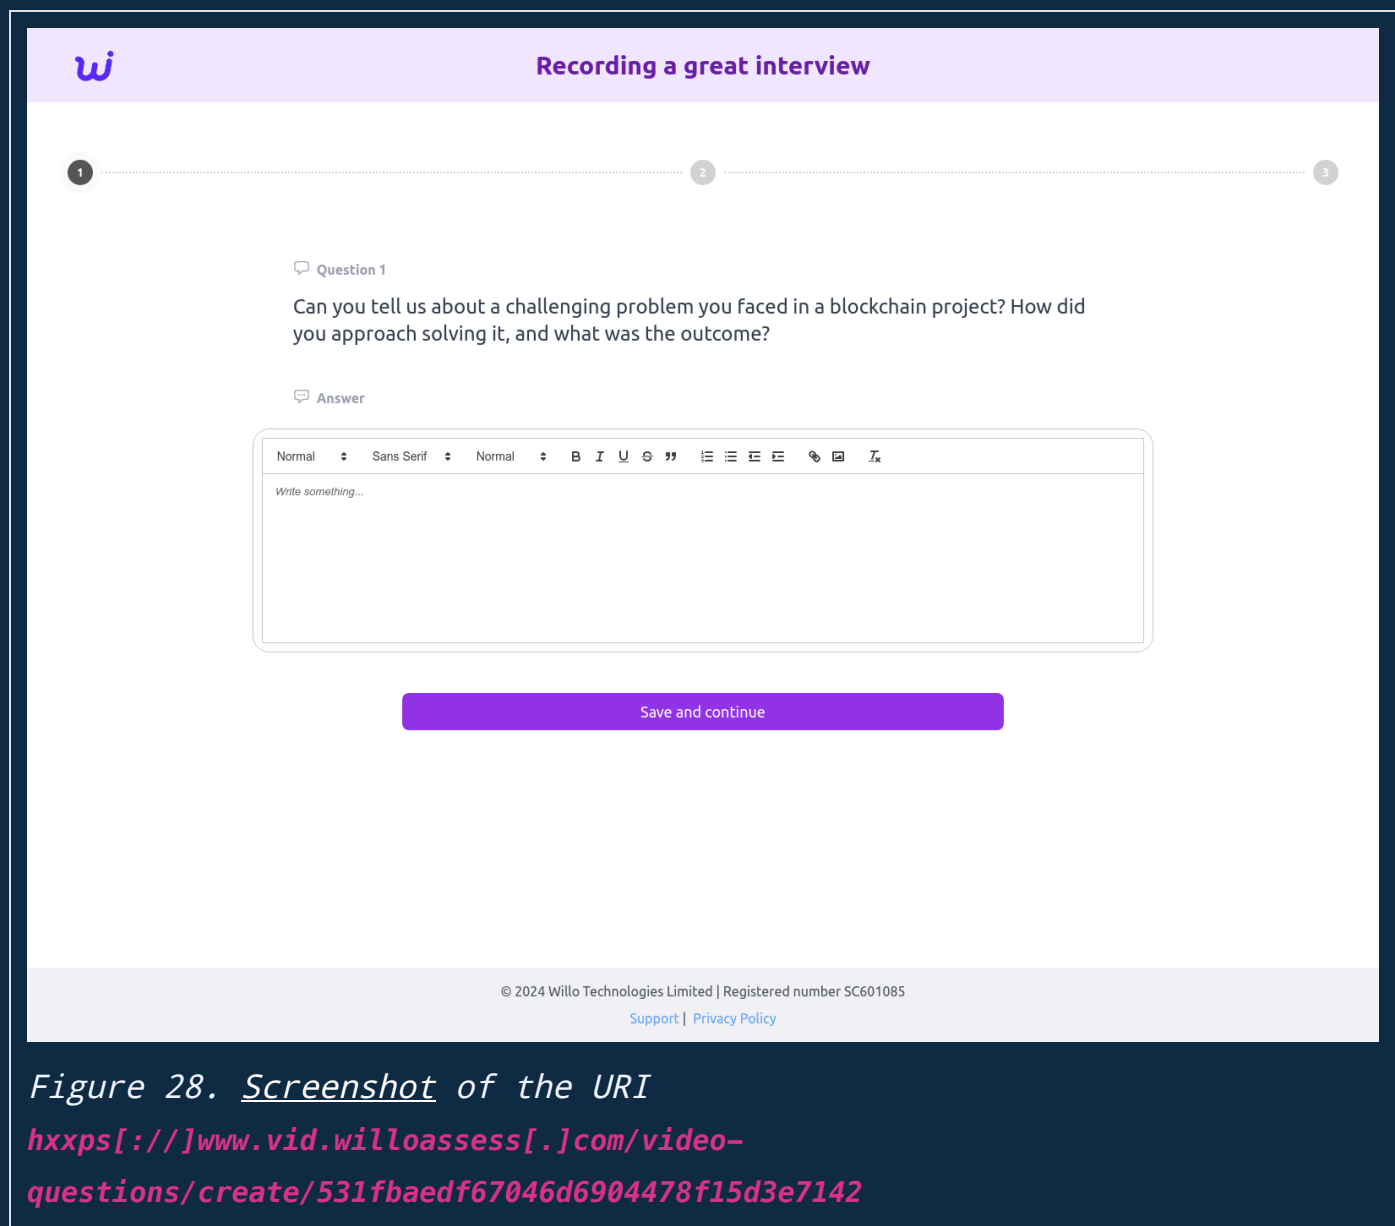 wi
Recording a great interview
1
2
3
Question 1
Can you tell us about a challenging problem you faced in a blockchain project? How did
you approach solving it, and what was the outcome?
Answer
Normal Sans Serif Normal B I U S
Write something...
Save and continue
© 2024 Willo Technologies Limited | Registered number SC601085
Support | Privacy Policy
Figure 28. Screenshot of the URI
hxxps[://]www.vid.willoassess[.]com/video-
questions/create/531fbaedf67046d6904478f15d3e7142